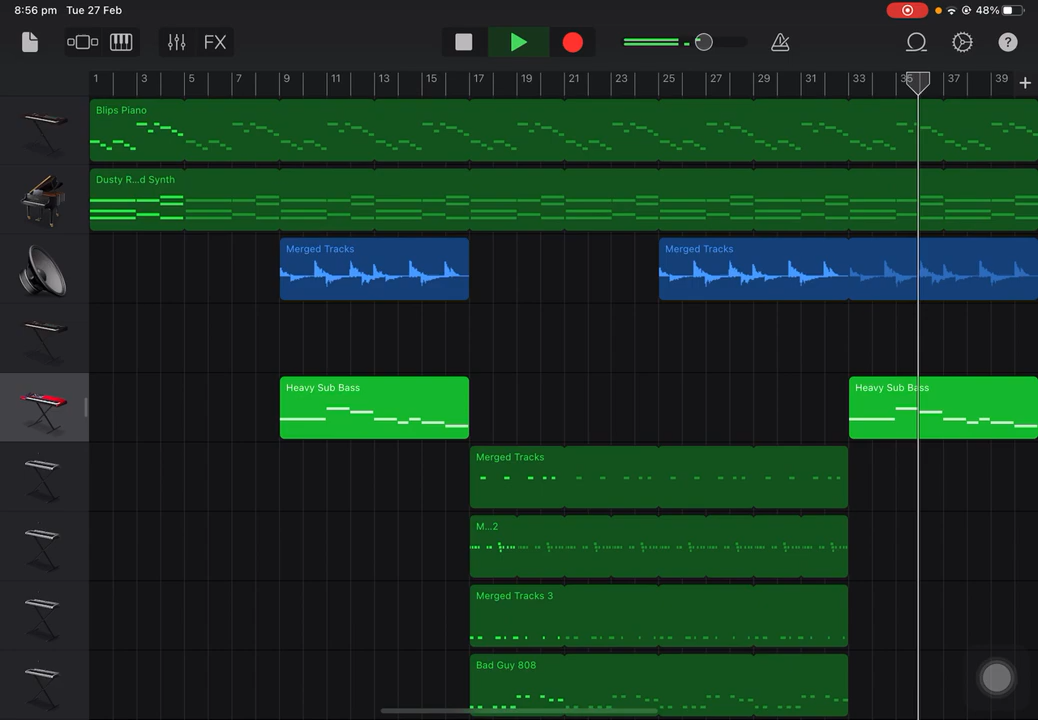 8:56 pm Tue 27 Feb
48%
FX
?
1 3 5 7 9 11 13 15 17 19 21 23 25 27 29 31 33 35 37 39 +
Blips Piano
Dusty R...d Synth
Merged Tracks Merged Tracks
Heavy Sub Bass Heavy Sub Bass
Merged Tracks
M...2
Merged Tracks 3
Bad Guy 808